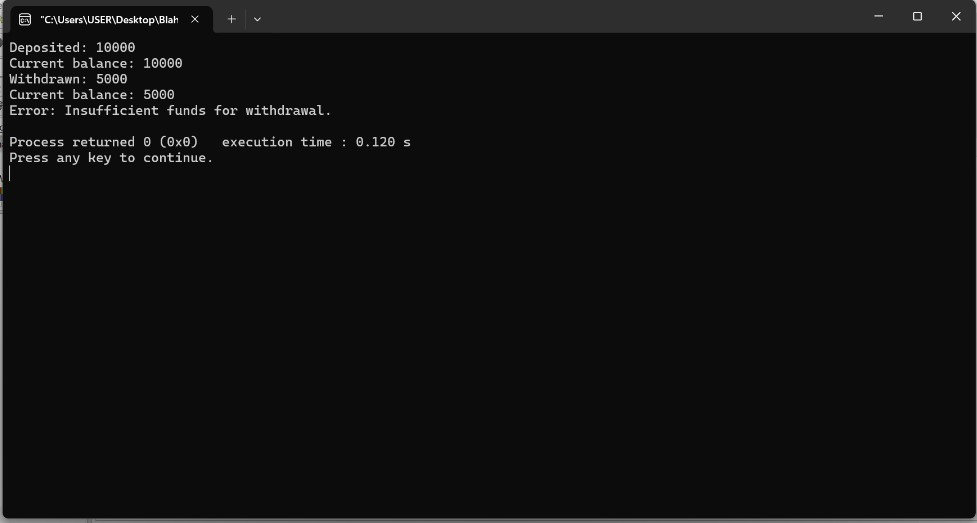 "C:\Users\USER\Desktop\Blah
Deposited: 10000
Current balance: 10000
Withdrawn: 5000
Current balance: 5000
Error: Insufficient funds for withdrawal.
Process returned 0 (0x0)   execution time : 0.120 s
Press any key to continue.